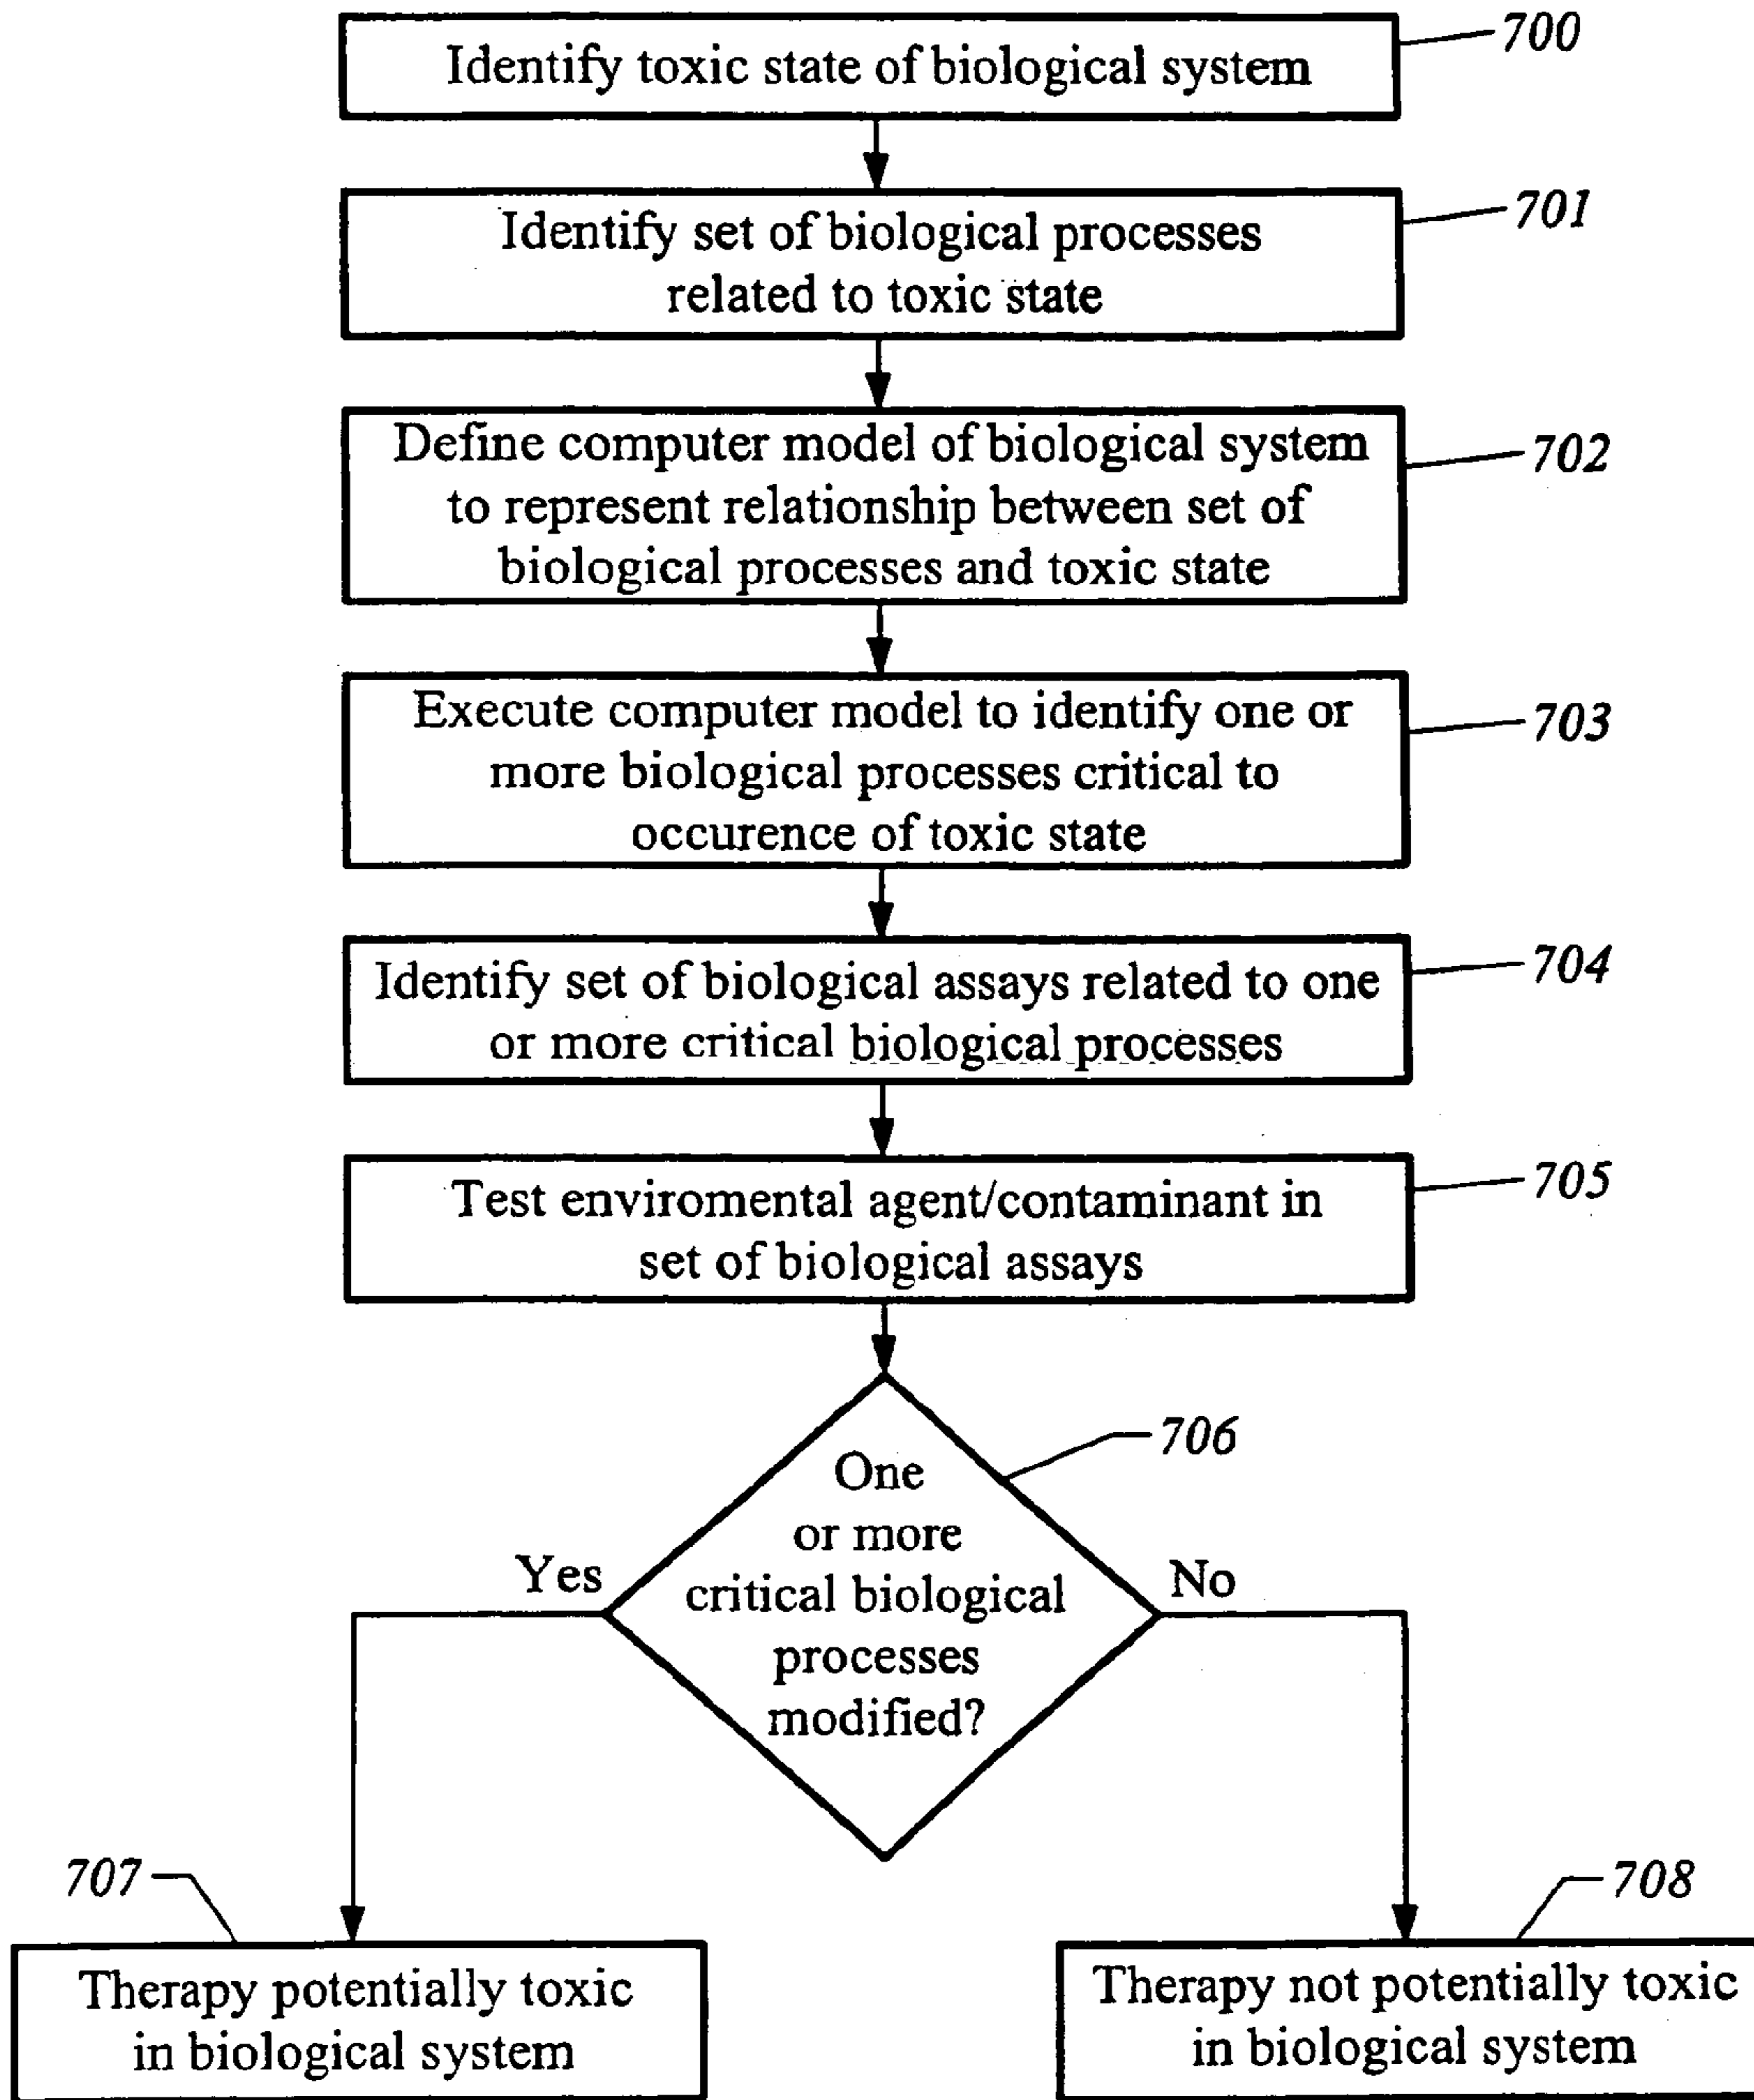 Identify toxic state of biological system
700
Identify set of biological processes
related to toxic state
701
Define computer model of biological system
to represent relationship between set of
biological processes and toxic state
702
Execute computer model to identify one or
more biological processes critical to
occurence of toxic state
703
Identify set of biological assays related to one
or more critical biological processes
704
Test enviromental agent/contaminant in
set of biological assays
705
706
One
or more
critical biological
processes
modified?
Yes
No
707
708
Therapy potentially toxic
in biological system
Therapy not potentially toxic
in biological system